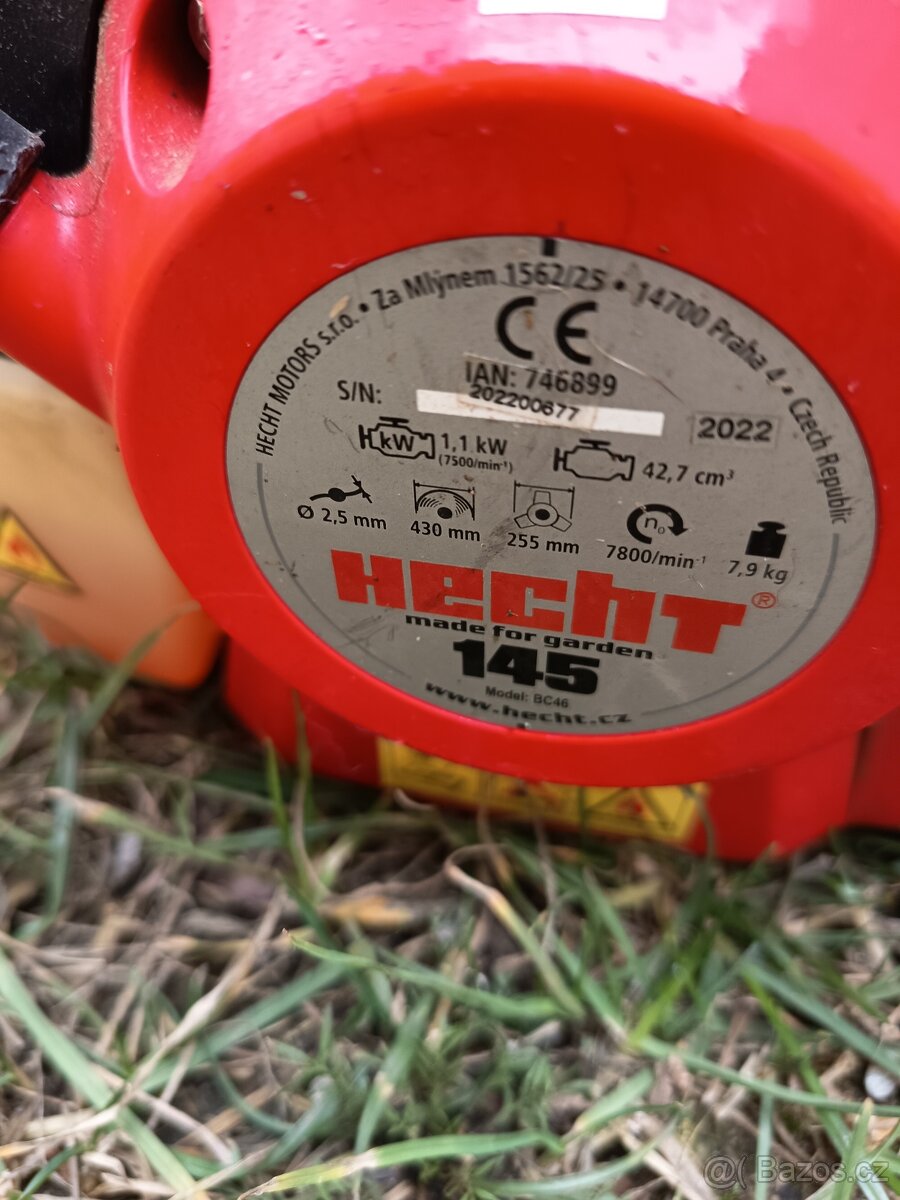 HECHT MOTORS s.r.o. • Za Mlýnem 1562/25 • 14700 Praha 4 • Czech Republic
CE
IAN: 746899
S/N: 202200677
2022
kW 1,1 kW
(7500/min⁻¹)
42,7 cm³
Ø 2,5 mm
430 mm
255 mm
n₀
7800/min⁻¹
7,9 kg
HECHT®
made for garden
145
Model: BC46
www.hecht.cz
@( Bazos.cz